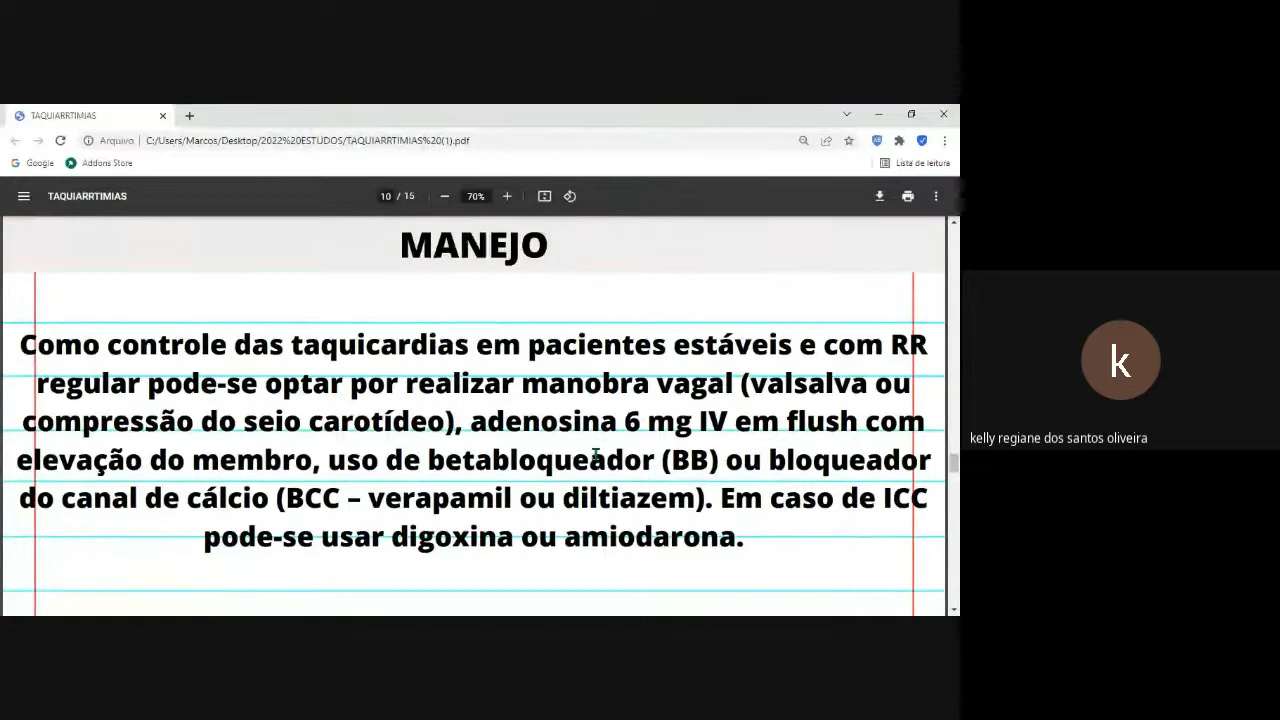 TAQUIARRTIMIAS
Arquivo
C:/Users/Marcos/Desktop/2022%20ESTUDOS/TAQUIARRTIMIAS%20(1).pdf
Google
Addons Store
Lista de leitura
TAQUIARRTIMIAS
10 / 15
70%
MANEJO
Como controle das taquicardias em pacientes estáveis e com RR
regular pode-se optar por realizar manobra vagal (valsalva ou
compressão do seio carotídeo), adenosina 6 mg IV em flush com
elevação do membro, uso de betabloqueador (BB) ou bloqueador
do canal de cálcio (BCC – verapamil ou diltiazem). Em caso de ICC
pode-se usar digoxina ou amiodarona.
k
kelly regiane dos santos oliveira